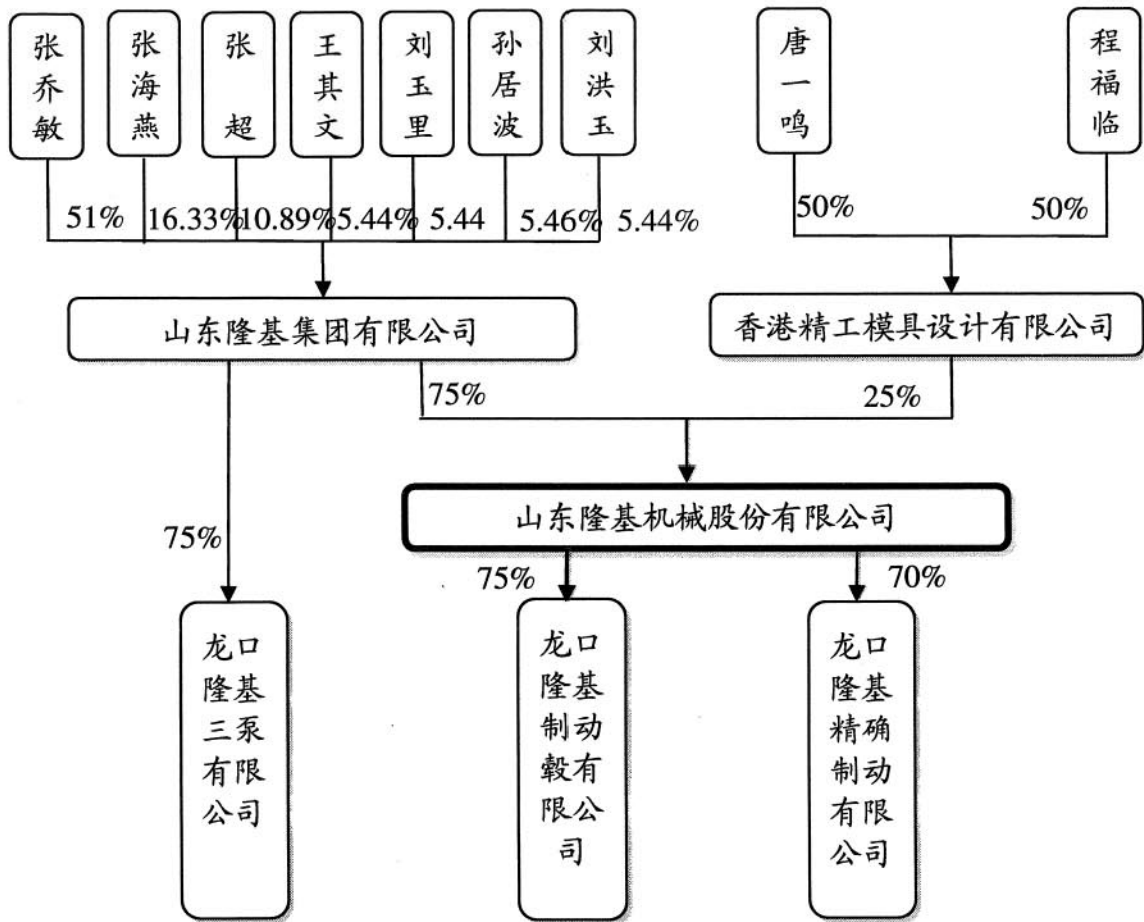 张乔敏
张海燕
张超
王其文
刘玉里
孙居波
刘洪玉
唐一鸣
程福临
51%
16.33%
10.89%
5.44%
5.44
5.46%
5.44%
50%
50%
山东隆基集团有限公司
香港精工模具设计有限公司
75%
25%
山东隆基机械股份有限公司
75%
75%
70%
龙口
隆基
三泵
有限
公司
龙口
隆基
制动
毂有
限公
司
龙口
隆基
精确
制动
有限
公司